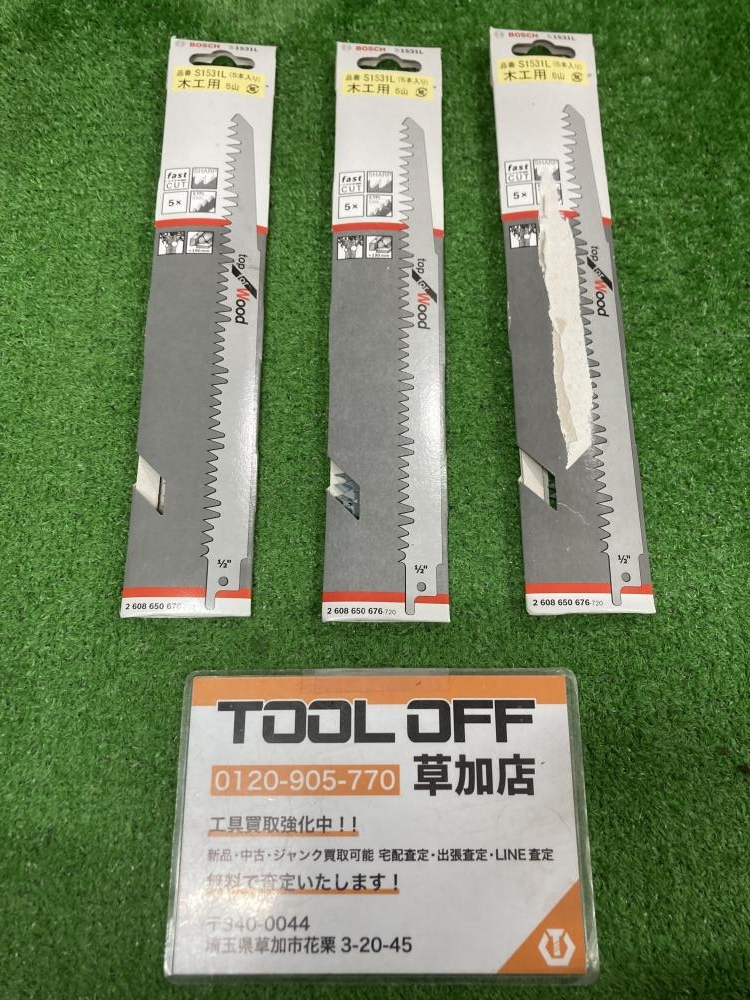 BOSCH S1531L
品番 S1531L (5本入り)
木工用 5山
fast CUT
SHARP
5×
top for Wood
1/2"
2 608 650 676
BOSCH S1531L
品番 S1531L (5本入り)
木工用 5山
fast CUT
SHARP
5×
top for Wood
1/2"
2 608 650 676-720
BOSCH S1531L
品番 S1531L (5本入り)
木工用 5山
fast CUT
5×
top for Wood
1/2"
2 608 650 676-720
TOOL OFF
0120-905-770 草加店
工具買取強化中!!
新品・中古・ジャンク買取可能 宅配査定・出張査定・LINE査定
無料で査定いたします!
〒340-0044
埼玉県草加市花栗 3-20-45